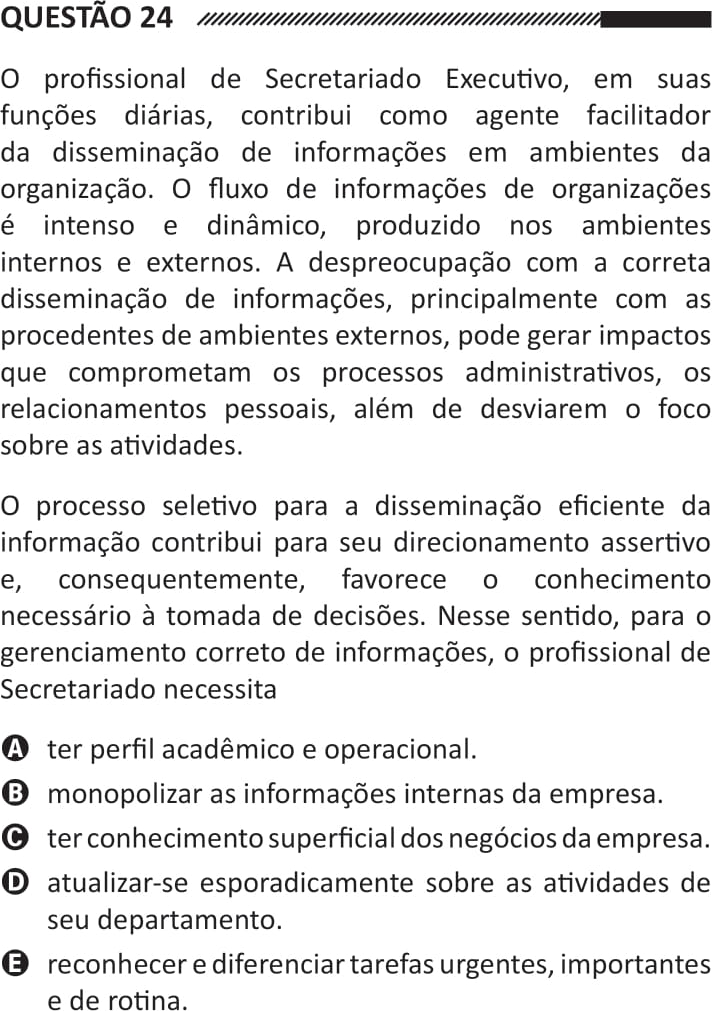 QUESTÃO 24
O profissional de Secretariado Executivo, em suas
funções diárias, contribui como agente facilitador
da disseminação de informações em ambientes da
organização. O fluxo de informações de organizações
é intenso e dinâmico, produzido nos ambientes
internos e externos. A despreocupação com a correta
disseminação de informações, principalmente com as
procedentes de ambientes externos, pode gerar impactos
que comprometam os processos administrativos, os
relacionamentos pessoais, além de desviarem o foco
sobre as atividades.
O processo seletivo para a disseminação eficiente da
informação contribui para seu direcionamento assertivo
e, consequentemente, favorece o conhecimento
necessário à tomada de decisões. Nesse sentido, para o
gerenciamento correto de informações, o profissional de
Secretariado necessita
A ter perfil acadêmico e operacional.
B monopolizar as informações internas da empresa.
C ter conhecimento superficial dos negócios da empresa.
D atualizar-se esporadicamente sobre as atividades de
seu departamento.
E reconhecer e diferenciar tarefas urgentes, importantes
e de rotina.